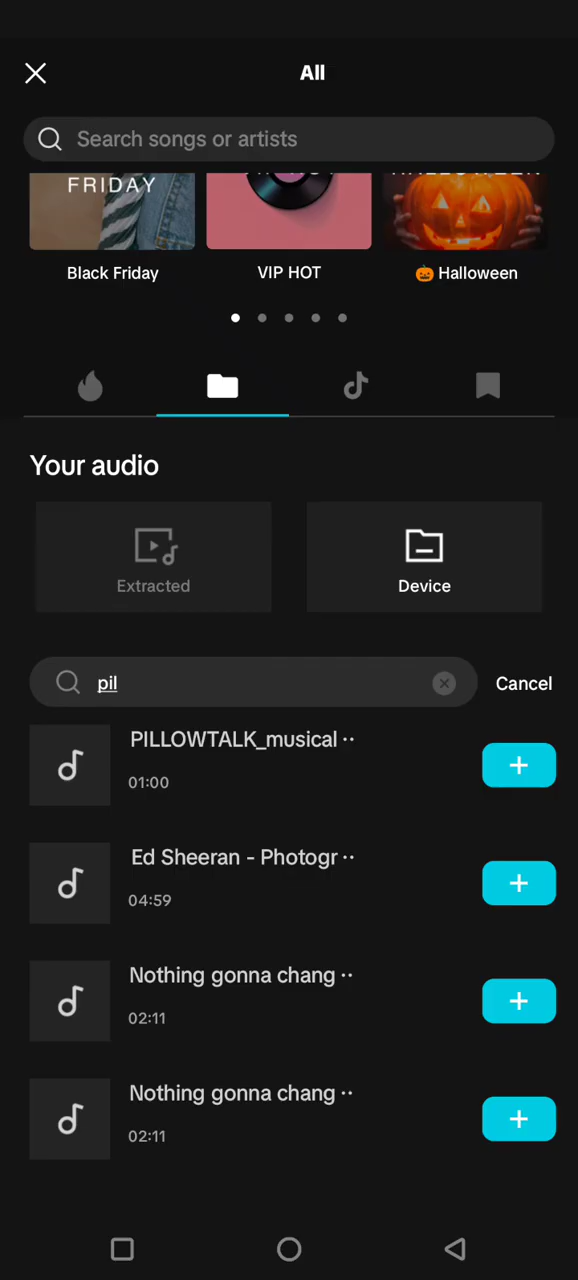 All
Search songs or artists
FRIDAY
HALLOWEEN
Black Friday
VIP HOT
🎃 Halloween
Your audio
Extracted
Device
pil
Cancel
PILLOWTALK_musical ··
01:00
Ed Sheeran - Photogr ··
04:59
Nothing gonna chang ··
02:11
Nothing gonna chang ··
02:11